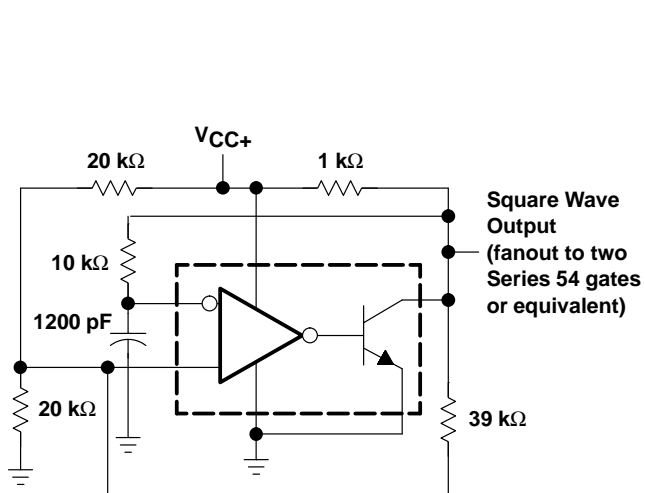 VCC+
20 kΩ
1 kΩ
Square Wave
Output
(fanout to two
Series 54 gates
or equivalent)
10 kΩ
1200 pF
20 kΩ
39 kΩ